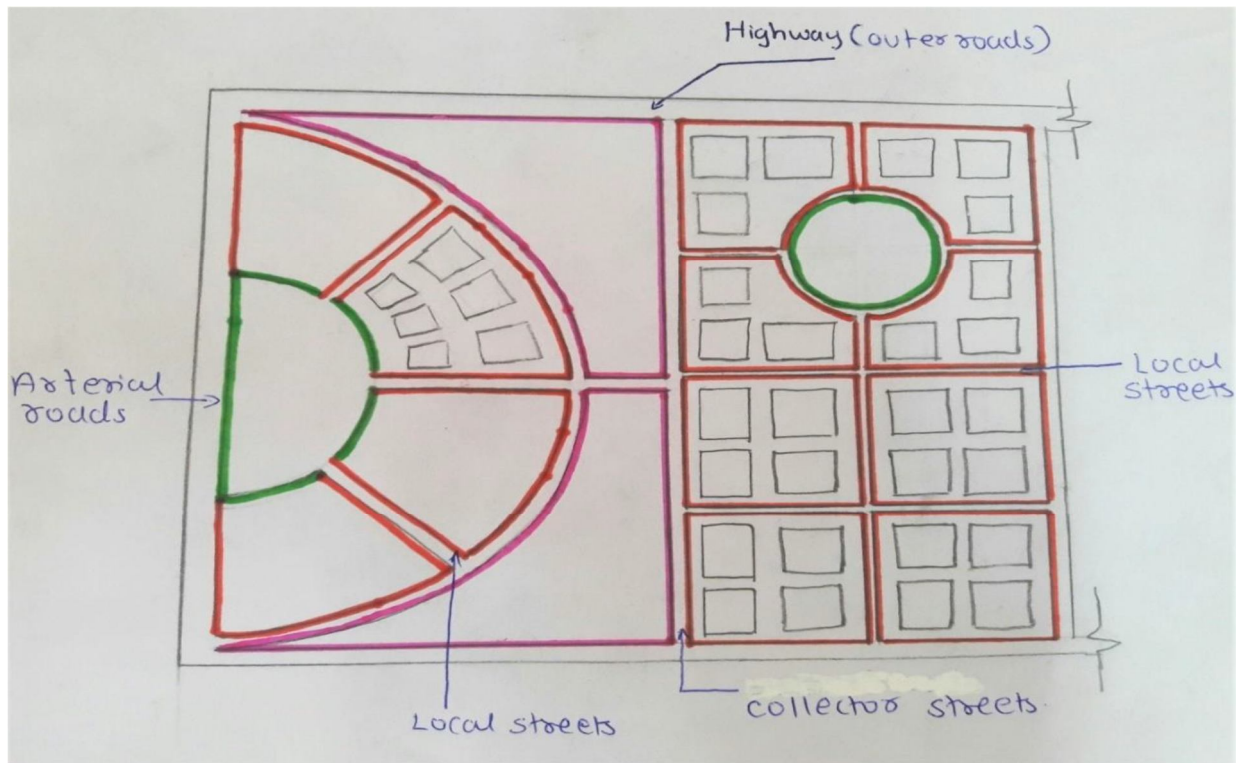 Highway (outer roads)
Arterial
roads
Local
streets
Local streets
collector streets.